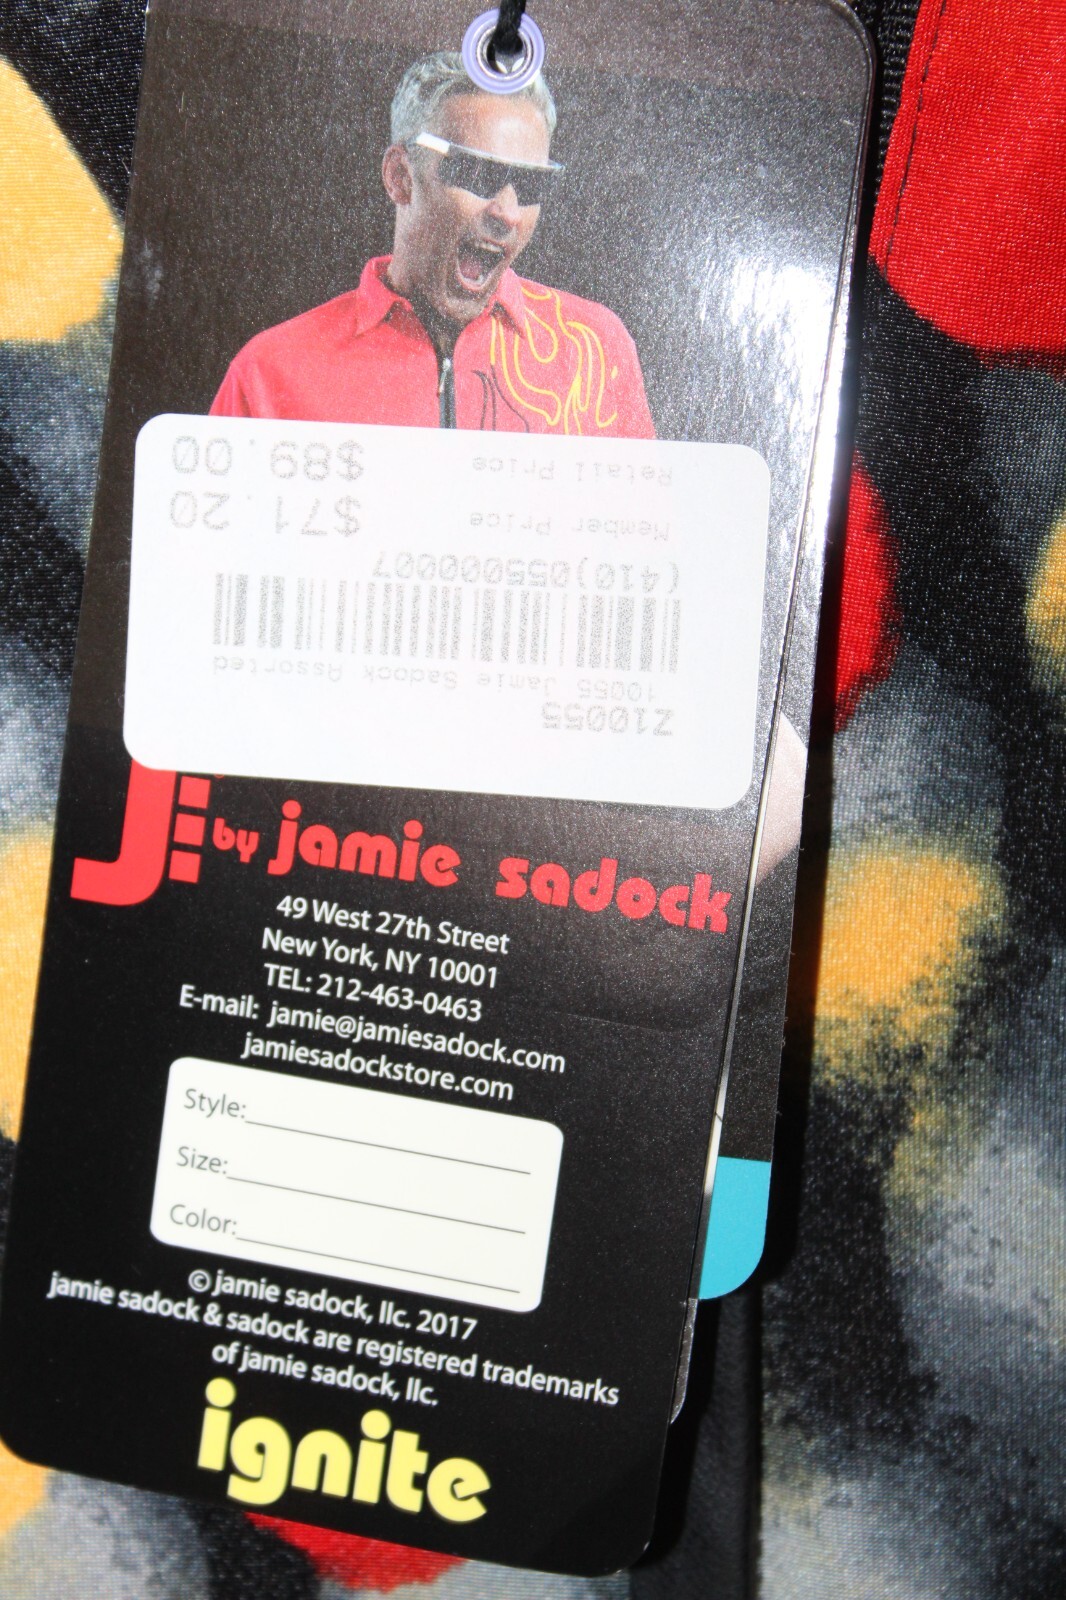 Z10055
10055 Jamie Sadock Assorted
(410)055000007
Member Price $71.20
Retail Price $89.00
J: by jamie sadock
49 West 27th Street
New York, NY 10001
TEL: 212-463-0463
E-mail: jamie@jamiesadock.com
jamiesadockstore.com
Style:
Size:
Color:
© jamie sadock, llc. 2017
jamie sadock & sadock are registered trademarks
of jamie sadock, llc.
ignite